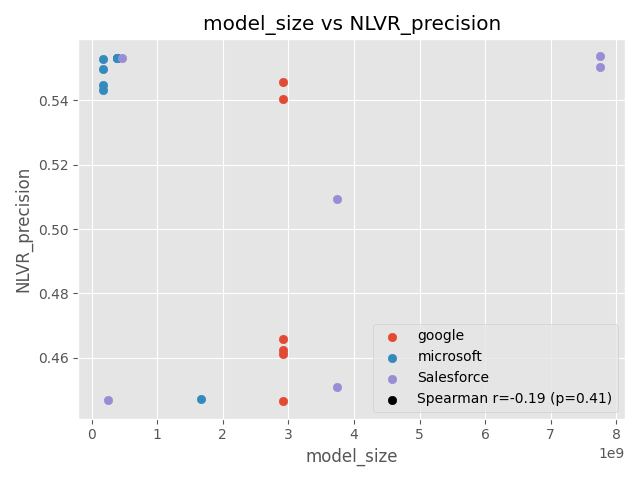 model_size vs NLVR_precision
NLVR_precision
0.54
0.52
0.50
0.48
0.46
google
microsoft
Salesforce
Spearman r=-0.19 (p=0.41)
0 1 2 3 4 5 6 7 8
1e9
model_size